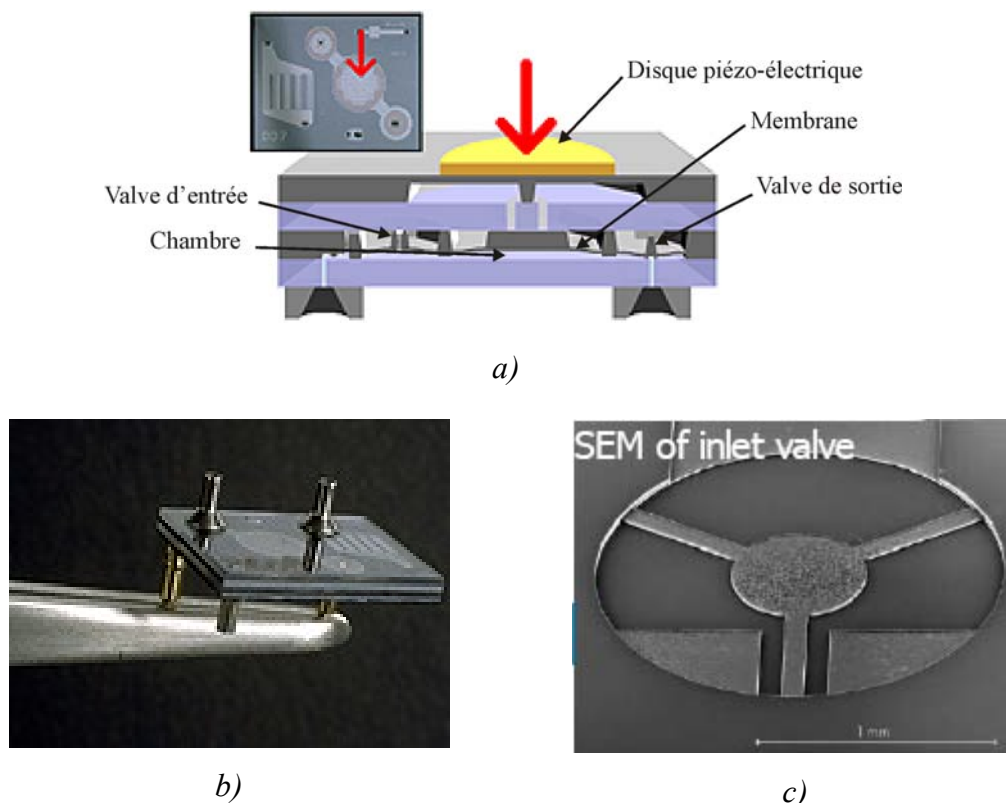 Disque piézo-électrique
Membrane
Valve d'entrée
Valve de sortie
Chambre
a)
SEM of inlet valve
1 mm
b)
c)